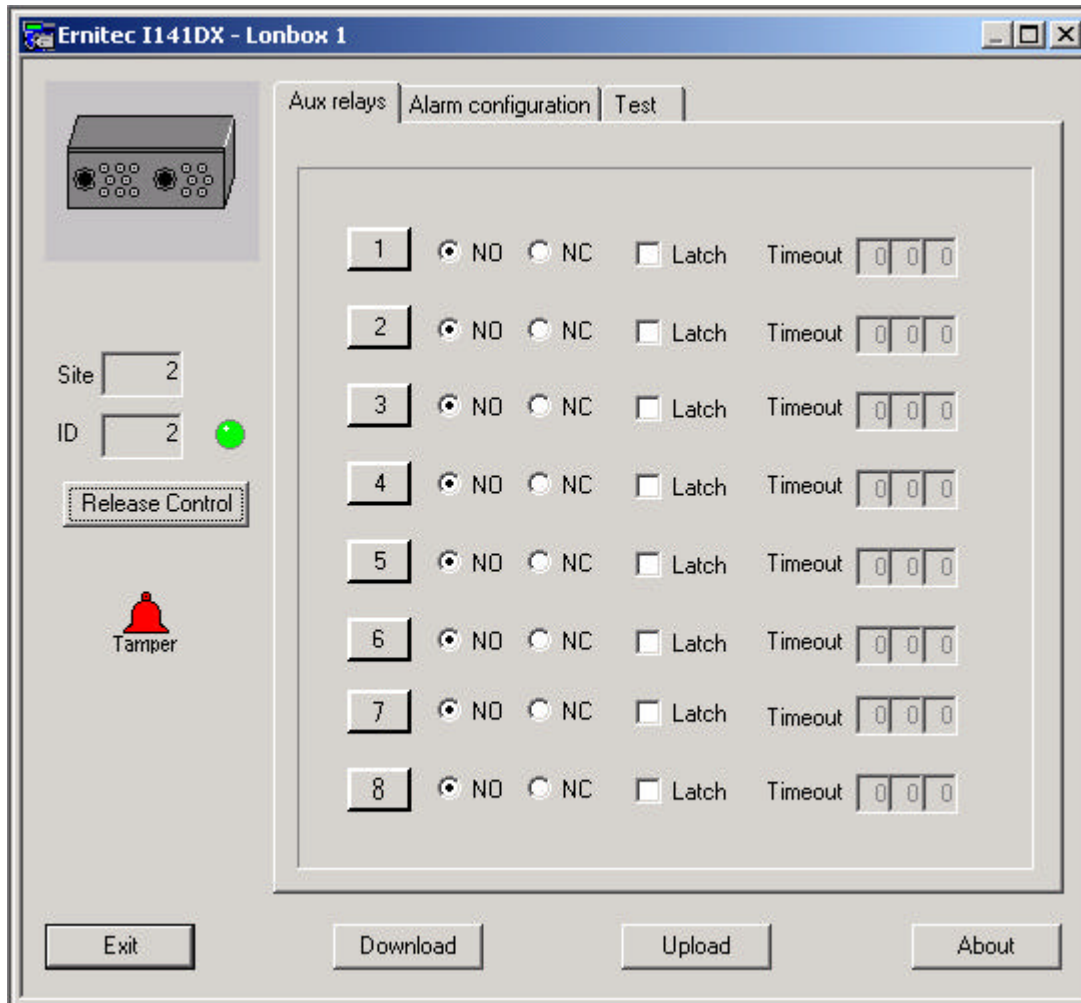 Ernitec I141DX - Lonbox 1
Aux relays Alarm configuration Test
1 NO NC Latch Timeout 0 0 0
2 NO NC Latch Timeout 0 0 0
3 NO NC Latch Timeout 0 0 0
4 NO NC Latch Timeout 0 0 0
5 NO NC Latch Timeout 0 0 0
6 NO NC Latch Timeout 0 0 0
7 NO NC Latch Timeout 0 0 0
8 NO NC Latch Timeout 0 0 0
Site 2
ID 2
Release Control
Tamper
Exit Download Upload About